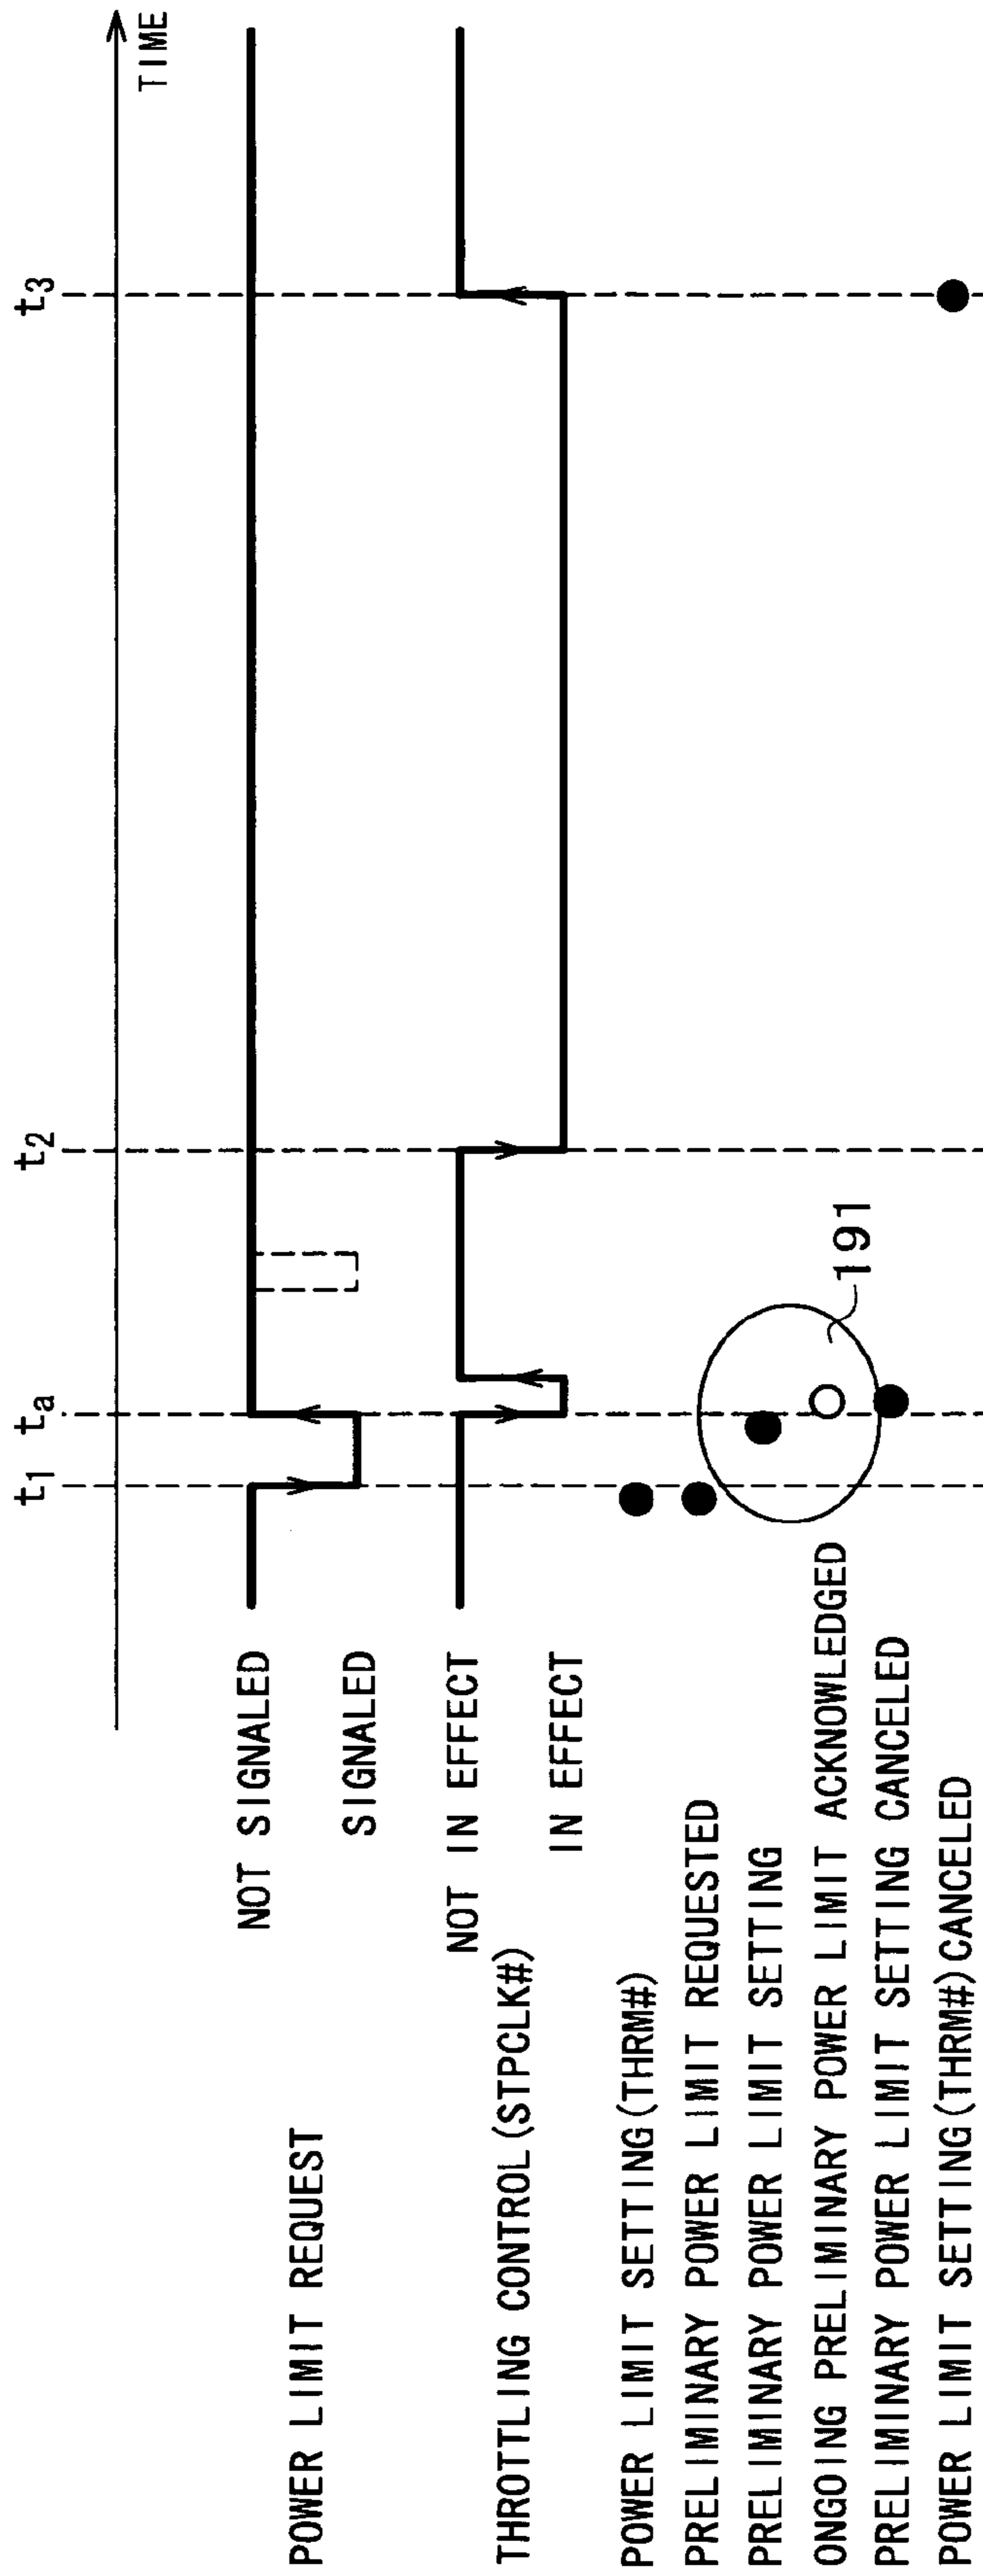 t1 ta t2 t3
TIME
NOT SIGNALED
POWER LIMIT REQUEST
SIGNALED
NOT IN EFFECT
THROTTLING CONTROL(STPCLK#)
IN EFFECT
POWER LIMIT SETTING(THRM#)
PRELIMINARY POWER LIMIT REQUESTED
PRELIMINARY POWER LIMIT SETTING
ONGOING PRELIMINARY POWER LIMIT ACKNOWLEDGED
191
PRELIMINARY POWER LIMIT SETTING CANCELED
POWER LIMIT SETTING(THRM#)CANCELED